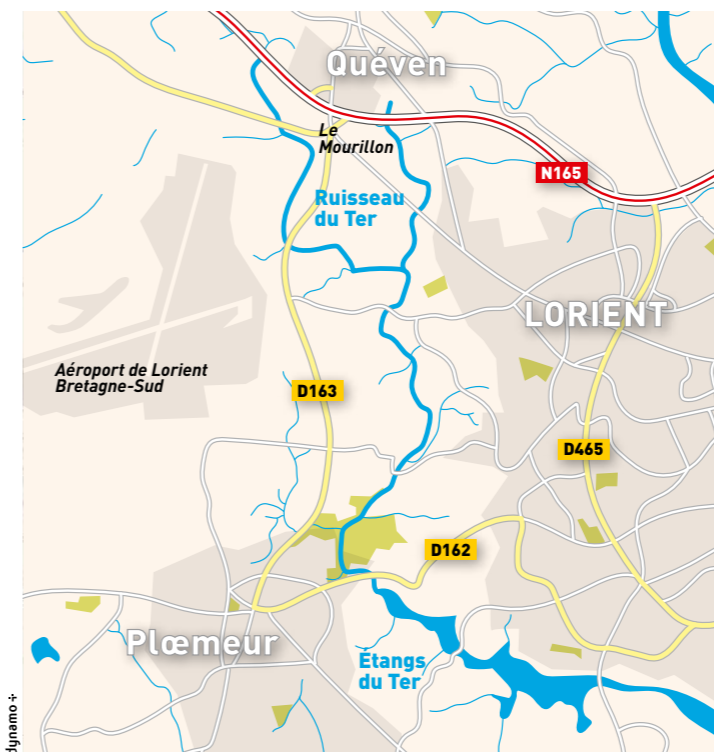 Quéven
Le
Mourillon
N165
Ruisseau
du Ter
LORIENT
Aéroport de Lorient
Bretagne-Sud
D163
D465
D162
Plœmeur
Étangs
du Ter
dynamo+